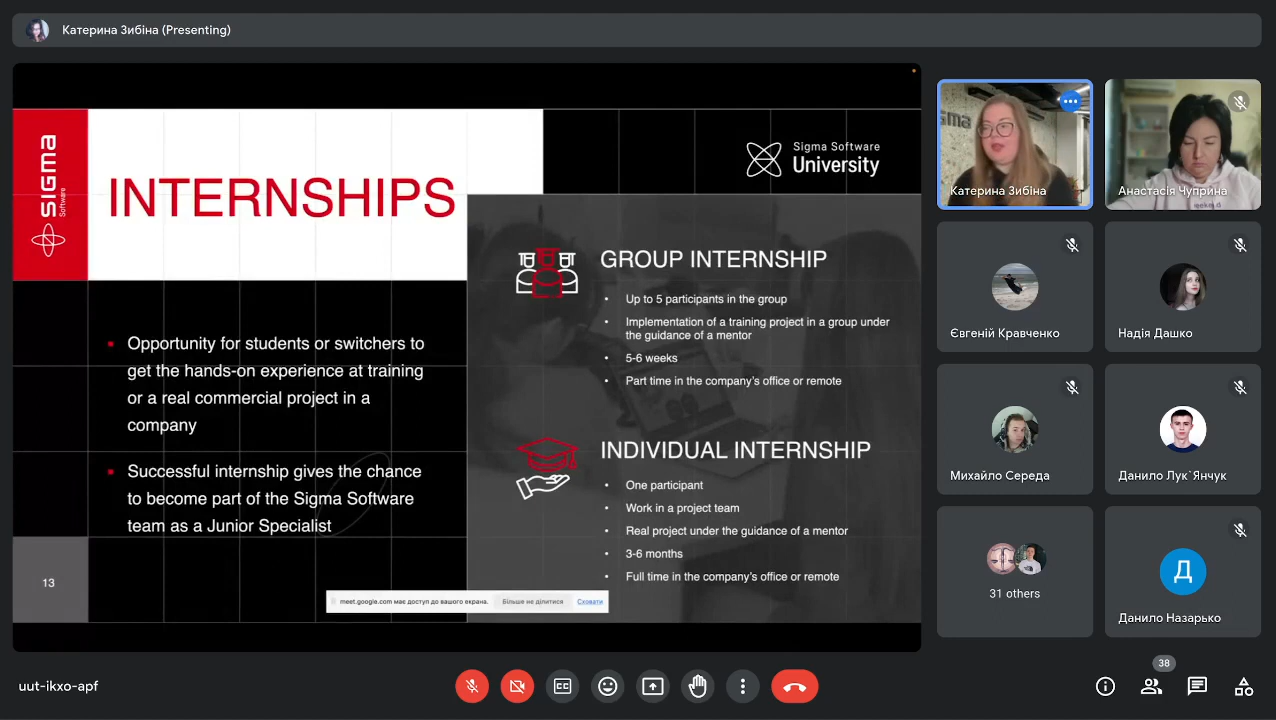 Катерина Зибіна (Presenting)
SIGMA
Software
INTERNSHIPS
Sigma Software
University
Opportunity for students or switchers to
get the hands-on experience at training
or a real commercial project in a
company
Successful internship gives the chance
to become part of the Sigma Software
team as a Junior Specialist
13
GROUP INTERNSHIP
Up to 5 participants in the group
Implementation of a training project in a group under
the guidance of a mentor
5-6 weeks
Part time in the company's office or remote
INDIVIDUAL INTERNSHIP
One participant
Work in a project team
Real project under the guidance of a mentor
3-6 months
Full time in the company's office or remote
meet.google.com має доступ до вашого екрана.
Більше не ділитися
Сховати
Катерина Зибіна
Анастасія Чуприна
Євгеній Кравченко
Надія Дашко
Михайло Середа
Данило Лук`Янчук
31 others
Д
Данило Назарько
uut-ikxo-apf
38